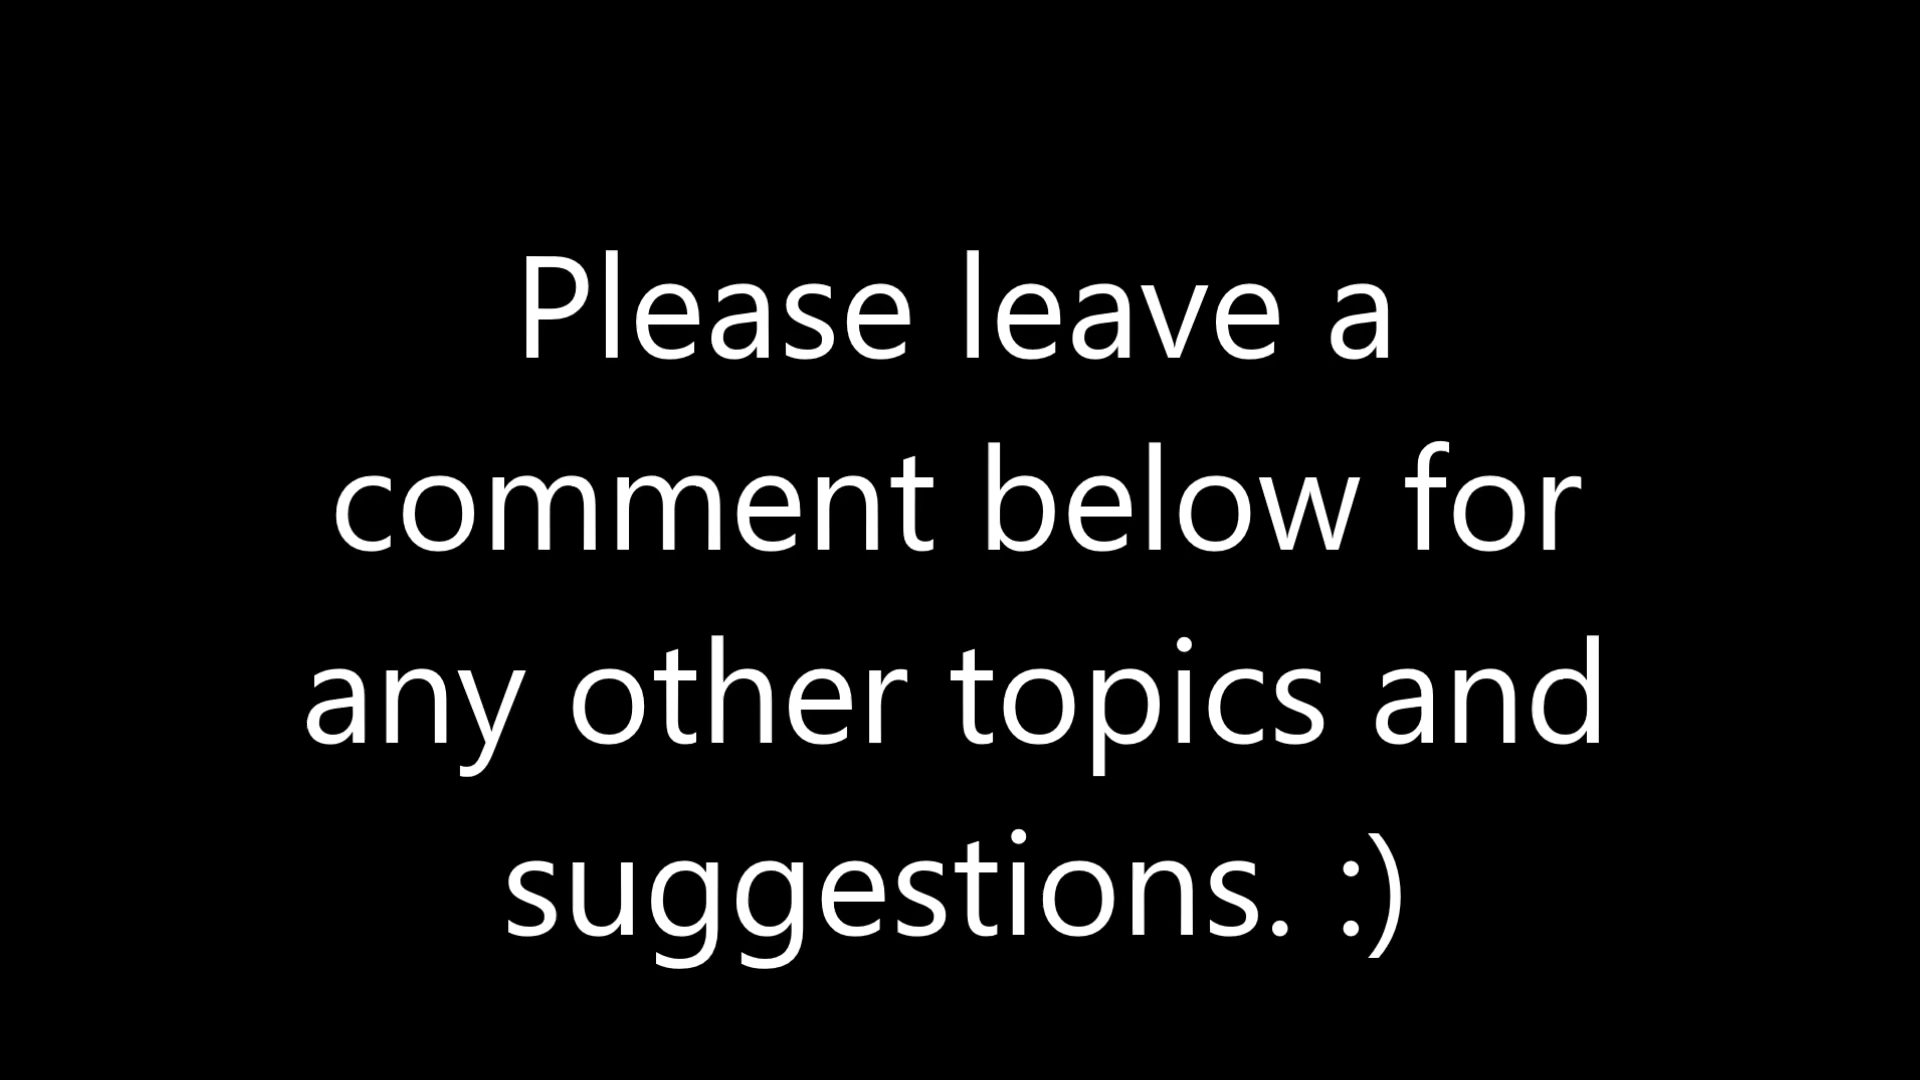 Please leave a
comment below for
any other topics and
suggestions. :)